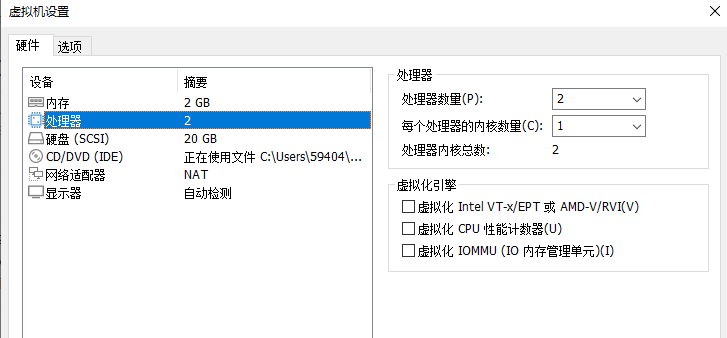 虚拟机设置
硬件 选项
设备 摘要
内存 2 GB
处理器 2
硬盘 (SCSI) 20 GB
CD/DVD (IDE) 正在使用文件 C:\Users\59404\...
网络适配器 NAT
显示器 自动检测
处理器
处理器数量(P): 2
每个处理器的内核数量(C): 1
处理器内核总数: 2
虚拟化引擎
虚拟化 Intel VT-x/EPT 或 AMD-V/RVI(V)
虚拟化 CPU 性能计数器(U)
虚拟化 IOMMU (IO 内存管理单元)(I)